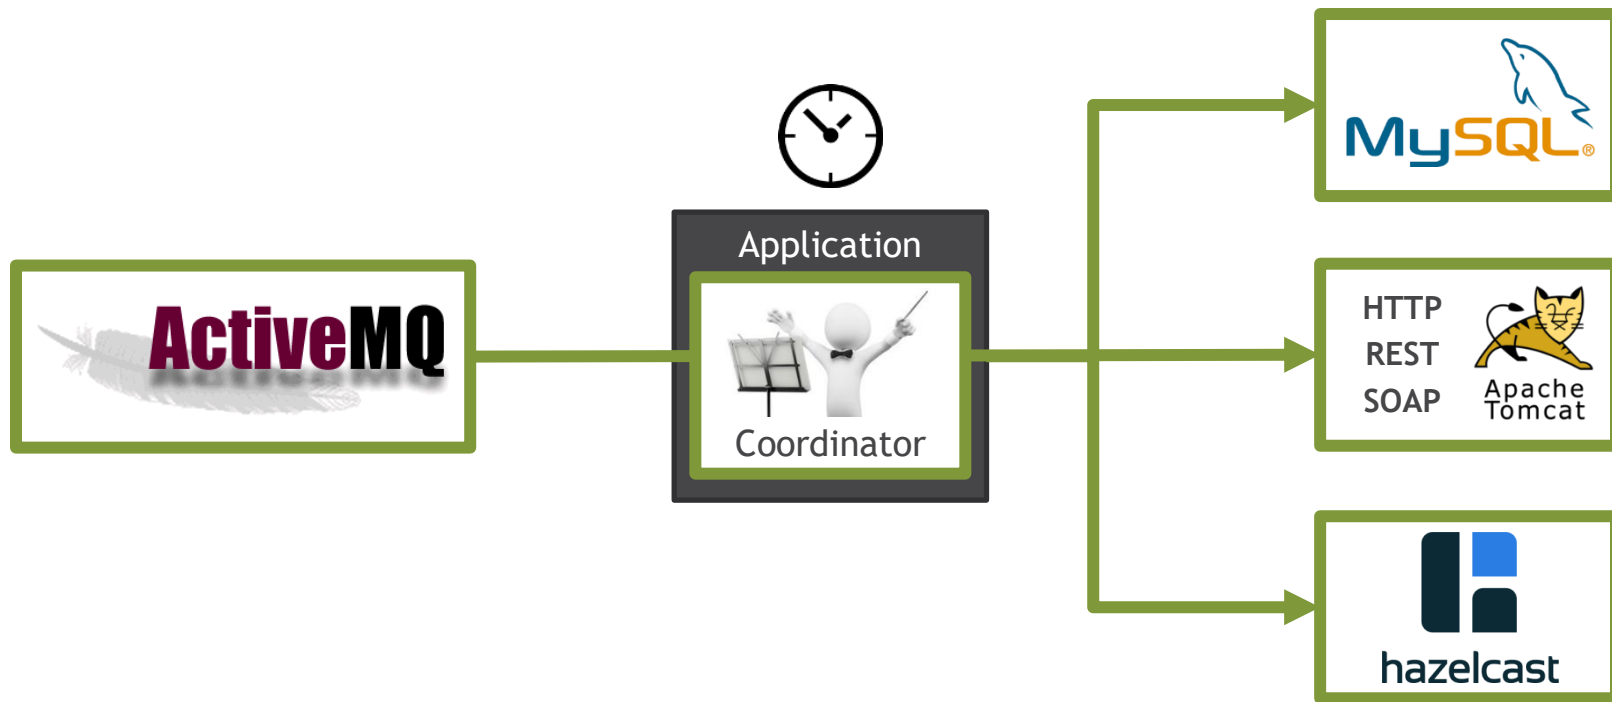 ActiveMQ
Application
Coordinator
MySQL®
HTTP
REST
SOAP
Apache
Tomcat
hazelcast